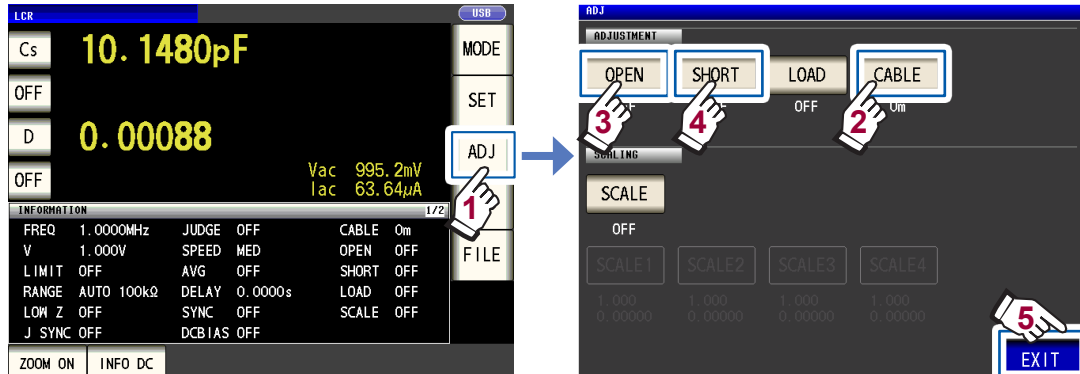 LCR USB
Cs 10.1480pF MODE
OFF SET
D 0.00088 ADJ
OFF Vac 995.2mV
Iac 63.64μA
1
INFORMATION 1/2
FREQ 1.0000MHz JUDGE OFF CABLE 0m
V 1.000V SPEED MED OPEN OFF FILE
LIMIT OFF AVG OFF SHORT OFF
RANGE AUTO 100kΩ DELAY 0.0000s LOAD OFF
LOW Z OFF SYNC OFF SCALE OFF
J SYNC OFF DCBIAS OFF
ZOOM ON INFO DC
ADJ
ADJUSTMENT
OPEN SHORT LOAD CABLE
OFF 0m
3 4 2
SCALING
SCALE
OFF
SCALE1 SCALE2 SCALE3 SCALE4
1.000 1.000 1.000 1.000
0.00000 0.00000 0.00000 0.00000
5
EXIT